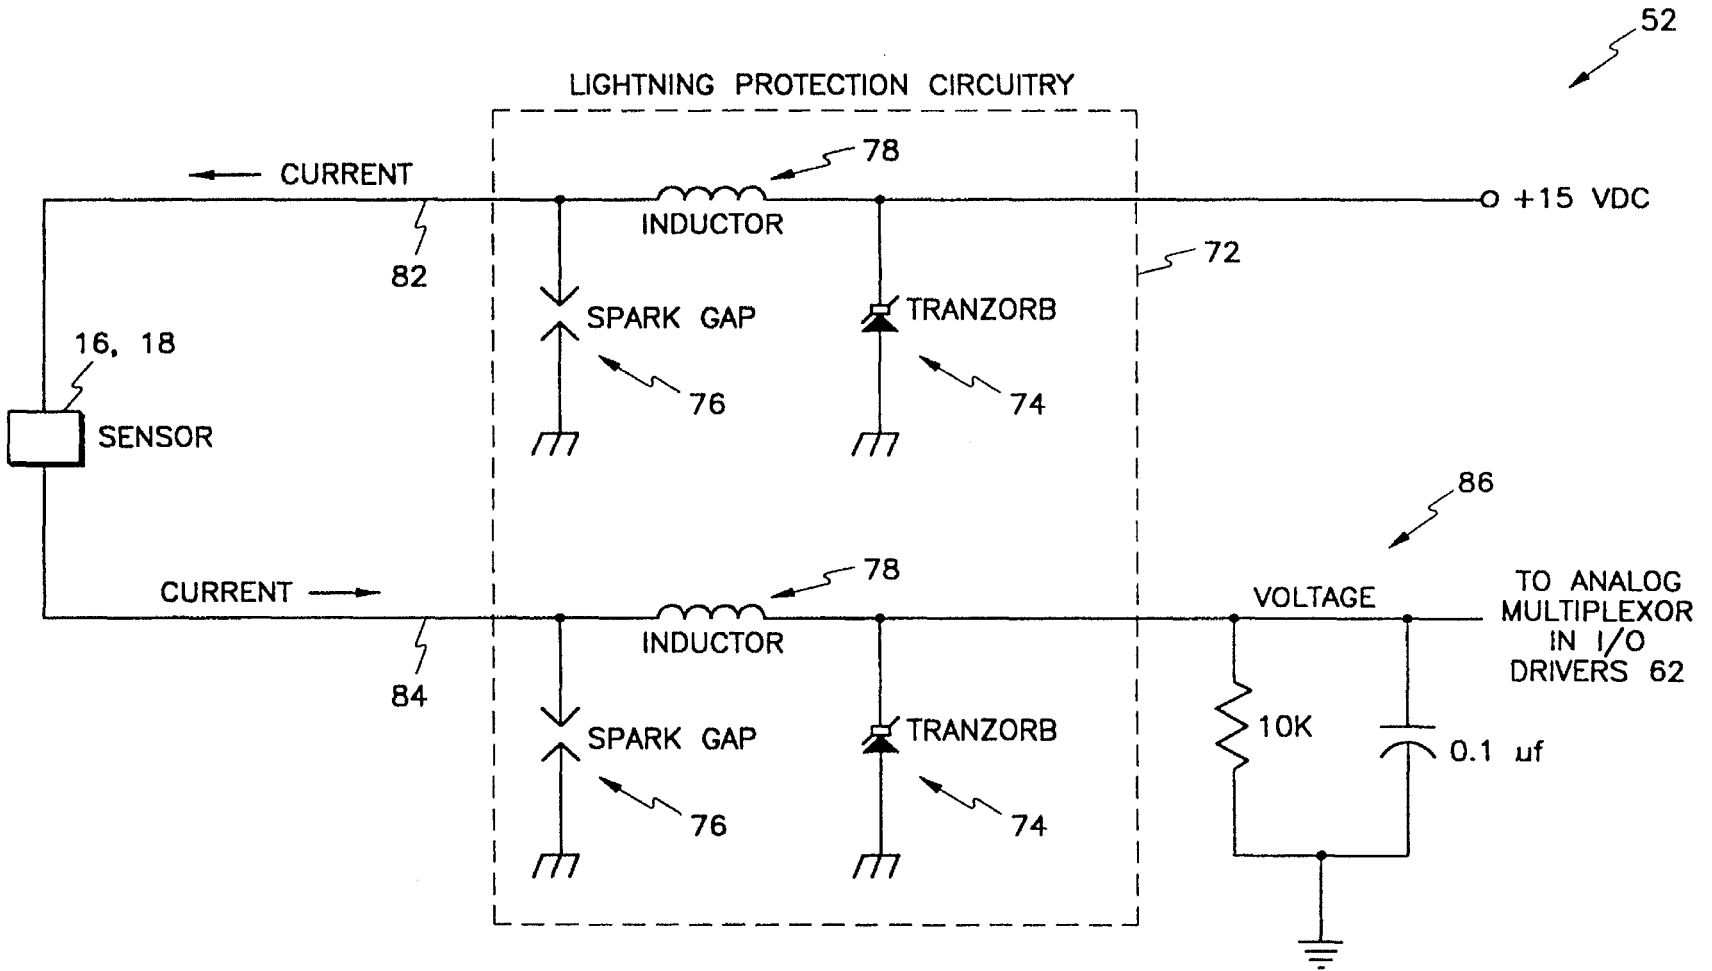 52
LIGHTNING PROTECTION CIRCUITRY
78
CURRENT
+15 VDC
INDUCTOR
72
82
SPARK GAP
TRANZORB
16, 18
76
74
SENSOR
86
78
TO ANALOG
MULTIPLEXOR
IN I/O
DRIVERS 62
CURRENT
VOLTAGE
INDUCTOR
84
SPARK GAP
TRANZORB
10K
0.1 µf
76
74